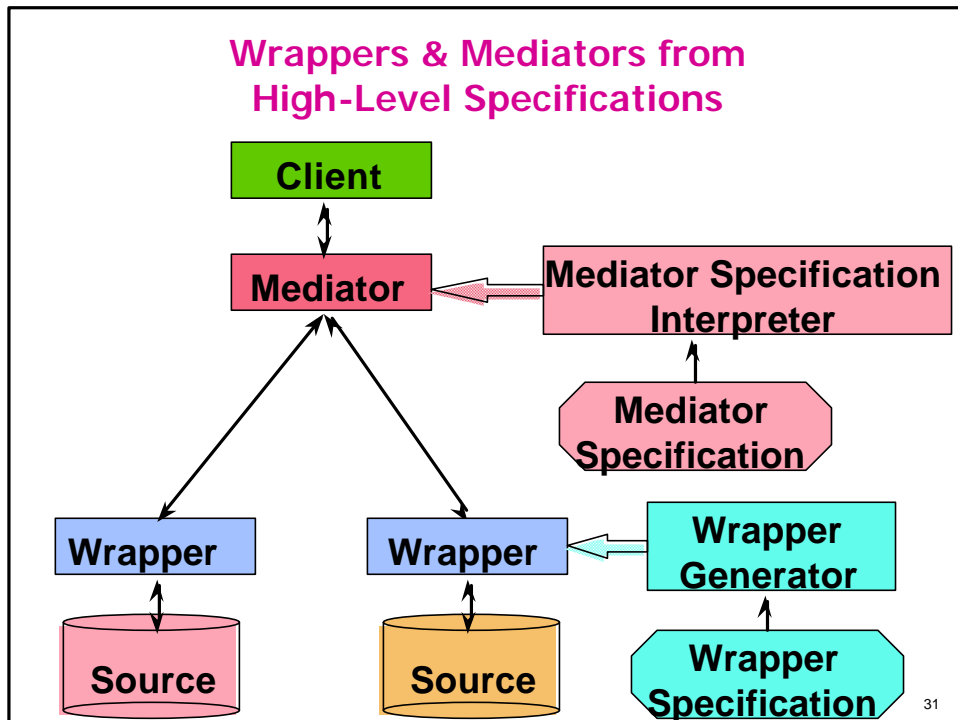 Wrappers & Mediators from
High-Level Specifications
Client
Mediator
Mediator Specification
Interpreter
Mediator
Specification
Wrapper
Wrapper
Wrapper
Generator
Source
Source
Wrapper
Specification
31